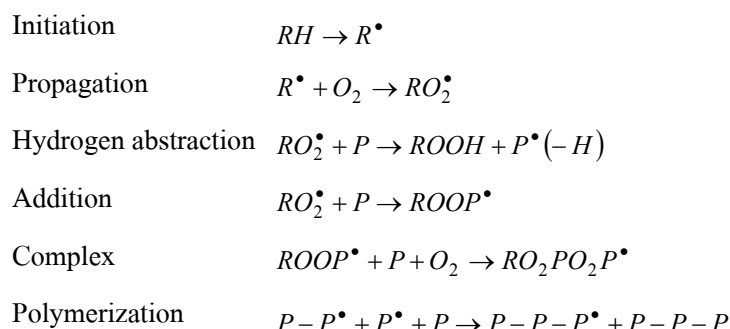 Initiation RH → R•
Propagation R• + O₂ → RO₂•
Hydrogen abstraction RO₂• + P → ROOH + P•(− H)
Addition RO₂• + P → ROOP•
Complex ROOP• + P + O₂ → RO₂PO₂P•
Polymerization P − P• + P• + P → P − P − P• + P − P − P